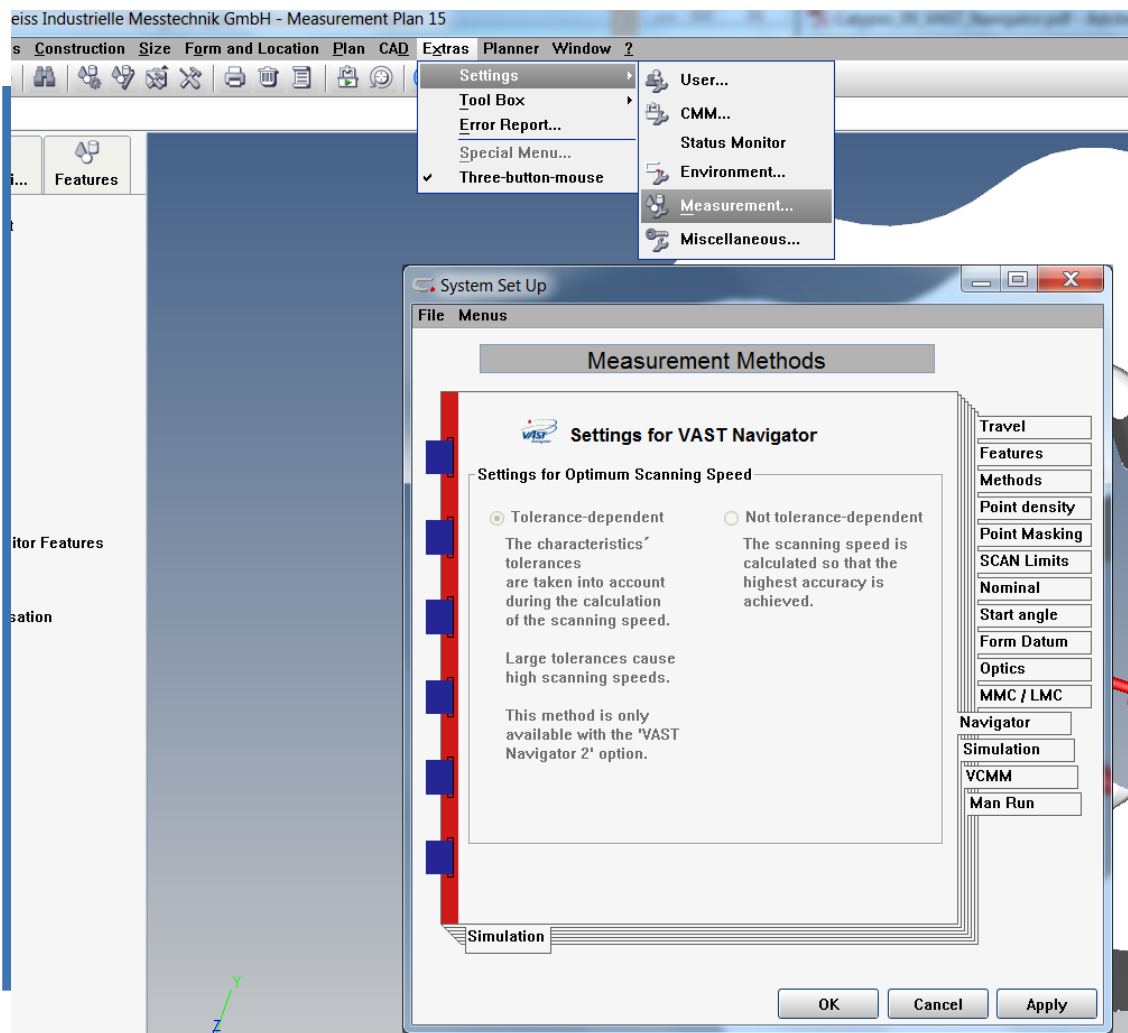 eiss Industrielle Messtechnik GmbH - Measurement Plan 15
Calypso_09_VAST_Navigator.pdf - Adobe
s Construction Size Form and Location Plan CAD Extras Planner Window ?
Settings
Tool Box
Error Report...
Special Menu...
Three-button-mouse
User...
CMM...
Status Monitor
Environment...
Measurement...
Miscellaneous...
i...
Features
t
itor Features
sation
System Set Up
File Menus
Measurement Methods
VAST
Navigator
Settings for VAST Navigator
Settings for Optimum Scanning Speed
Tolerance-dependent
The characteristics´
tolerances
are taken into account
during the calculation
of the scanning speed.
Large tolerances cause
high scanning speeds.
This method is only
available with the 'VAST
Navigator 2' option.
Not tolerance-dependent
The scanning speed is
calculated so that the
highest accuracy is
achieved.
Travel
Features
Methods
Point density
Point Masking
SCAN Limits
Nominal
Start angle
Form Datum
Optics
MMC / LMC
Navigator
Simulation
VCMM
Man Run
Simulation
OK Cancel Apply
Y
Z